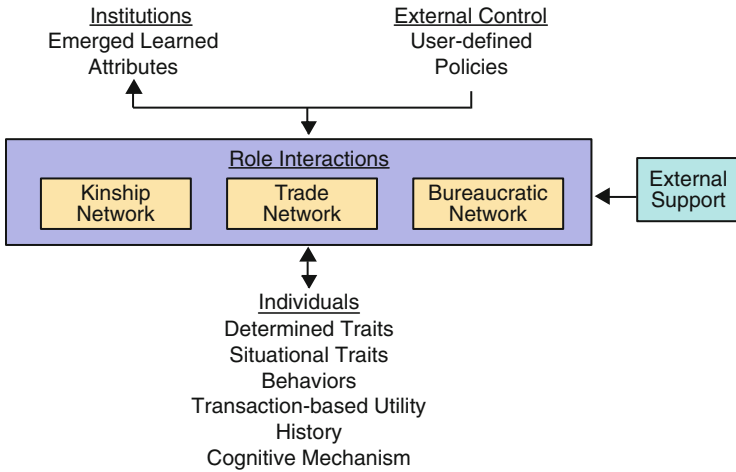 Institutions
Emerged Learned
Attributes
External Control
User-defined
Policies
Role Interactions
Kinship
Network
Trade
Network
Bureaucratic
Network
External
Support
Individuals
Determined Traits
Situational Traits
Behaviors
Transaction-based Utility
History
Cognitive Mechanism